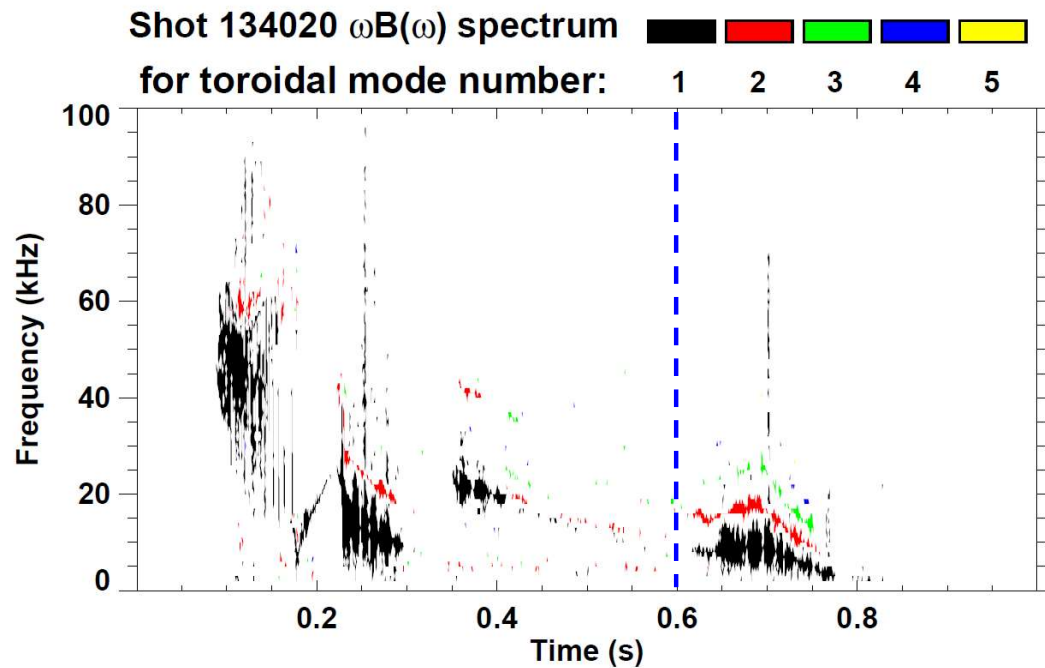 Shot 134020 ωB(ω) spectrum
for toroidal mode number: 1 2 3 4 5
100
80
60
40
20
0
Frequency (kHz)
0.2 0.4 0.6 0.8
Time (s)